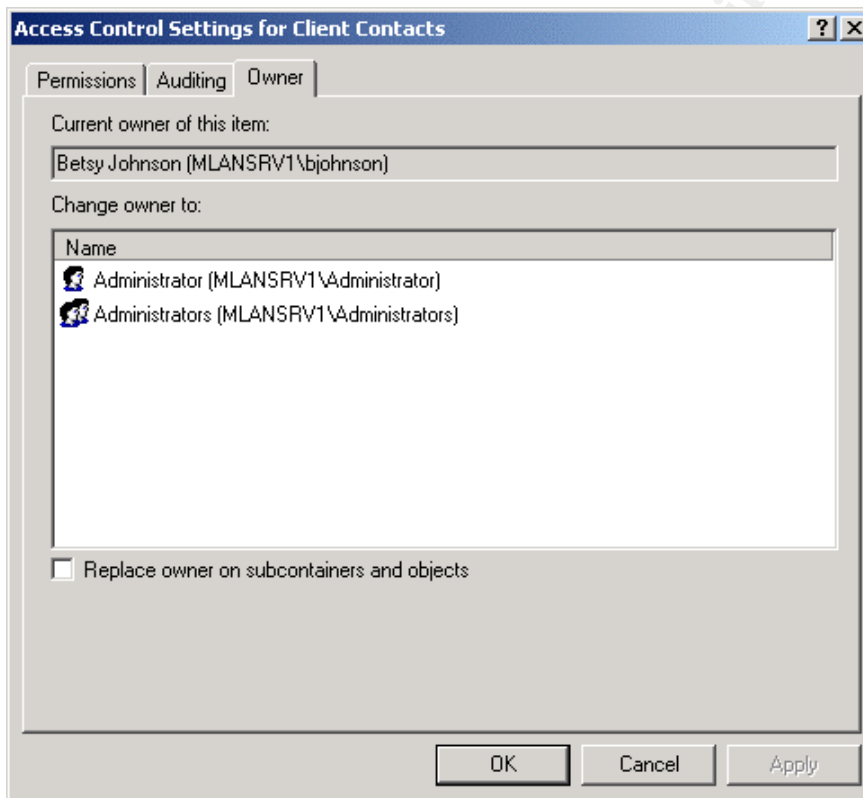 Access Control Settings for Client Contacts
Permissions Auditing Owner
Current owner of this item:
Betsy Johnson (MLANSRV1\bjohnson)
Change owner to:
Name
Administrator (MLANSRV1\Administrator)
Administrators (MLANSRV1\Administrators)
Replace owner on subcontainers and objects
OK Cancel Apply